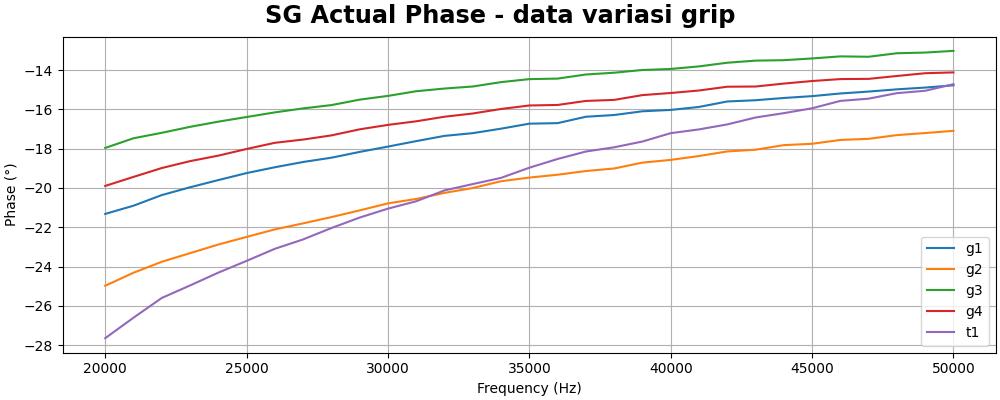 SG Actual Phase - data variasi grip
Phase (°)
−14
−16
−18
−20
−22
−24
−26
−28
g1
g2
g3
g4
t1
20000
25000
30000
35000
40000
45000
50000
Frequency (Hz)